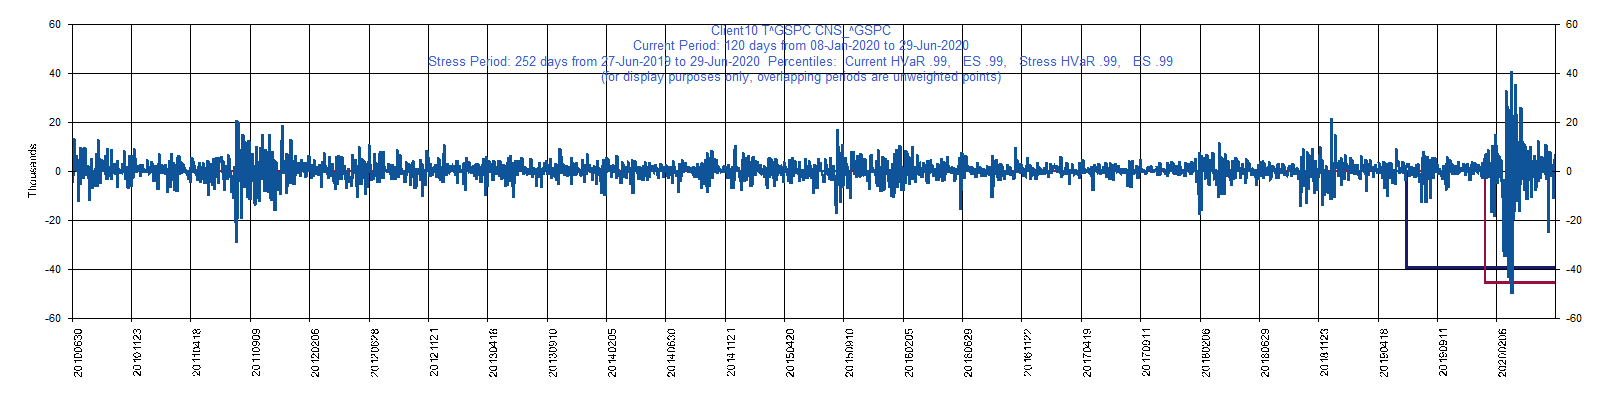 Client10 T^GSPC CNS_^GSPC
Current Period: 120 days from 08-Jan-2020 to 29-Jun-2020
Stress Period: 252 days from 27-Jun-2019 to 29-Jun-2020 Percentiles: Current HVaR .99, ES .99, Stress HVaR .99, ES .99
(for display purposes only, overlapping periods are unweighted points)
60 60
40 40
20 20
0 0
-20 -20
-40 -40
-60 -60
Thousands
20100630 20101123 20110418 20110909 20120206 20120628 20121121 20130418 20130910 20140205 20140630 20141121 20150420 20150910 20160205 20160629 20161122 20170419 20170911 20180206 20180629 20181123 20190418 20190911 20200206